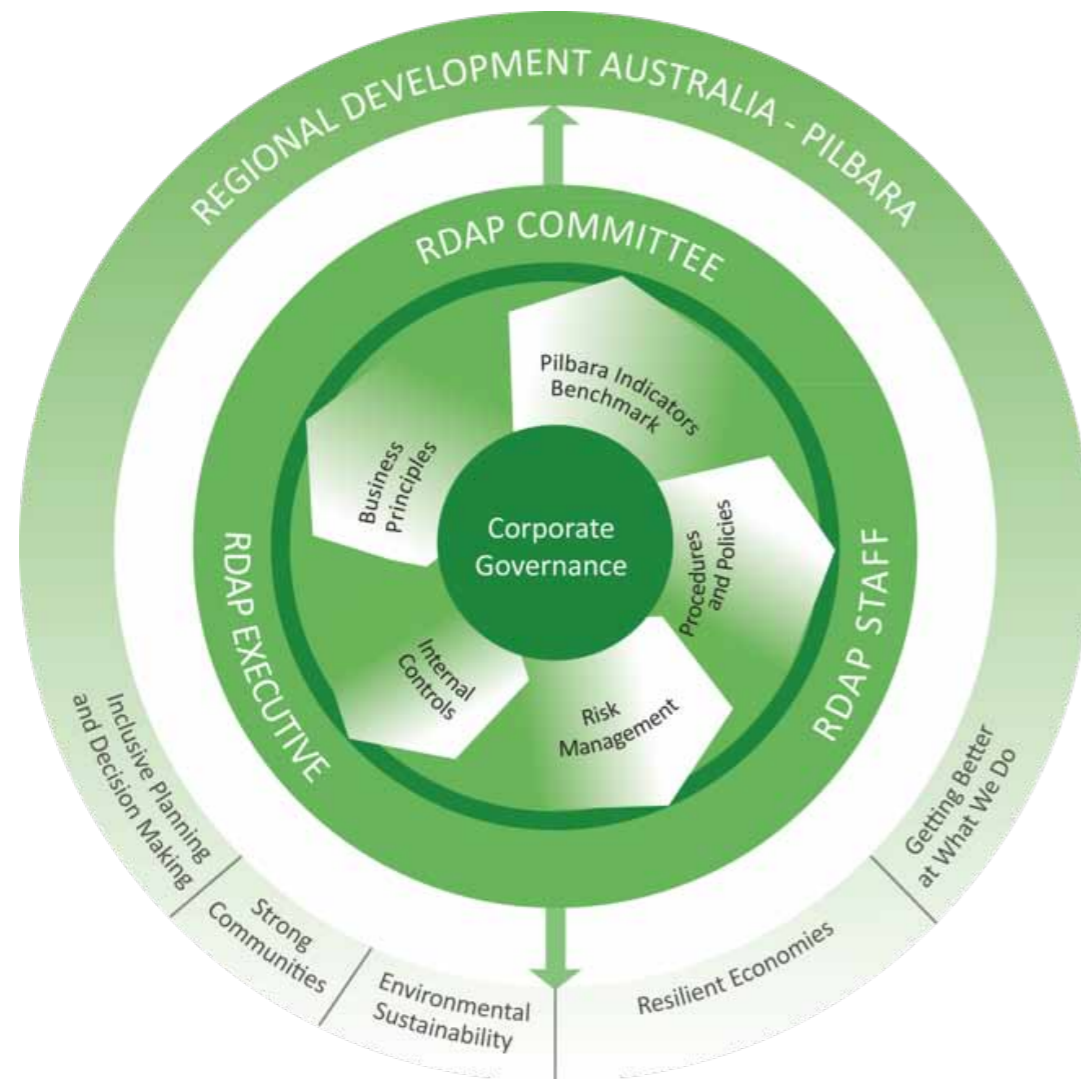 REGIONAL DEVELOPMENT AUSTRALIA - PILBARA
RDAP COMMITTEE
Pilbara Indicators
Benchmark
Business
Principles
Corporate
Governance
Procedures
and Policies
RDAP EXECUTIVE
RDAP STAFF
Internal
Controls
Risk
Management
Inclusive Planning
and Decision Making
Strong
Communities
Environmental
Sustainability
Resilient Economies
Getting Better
at What We Do